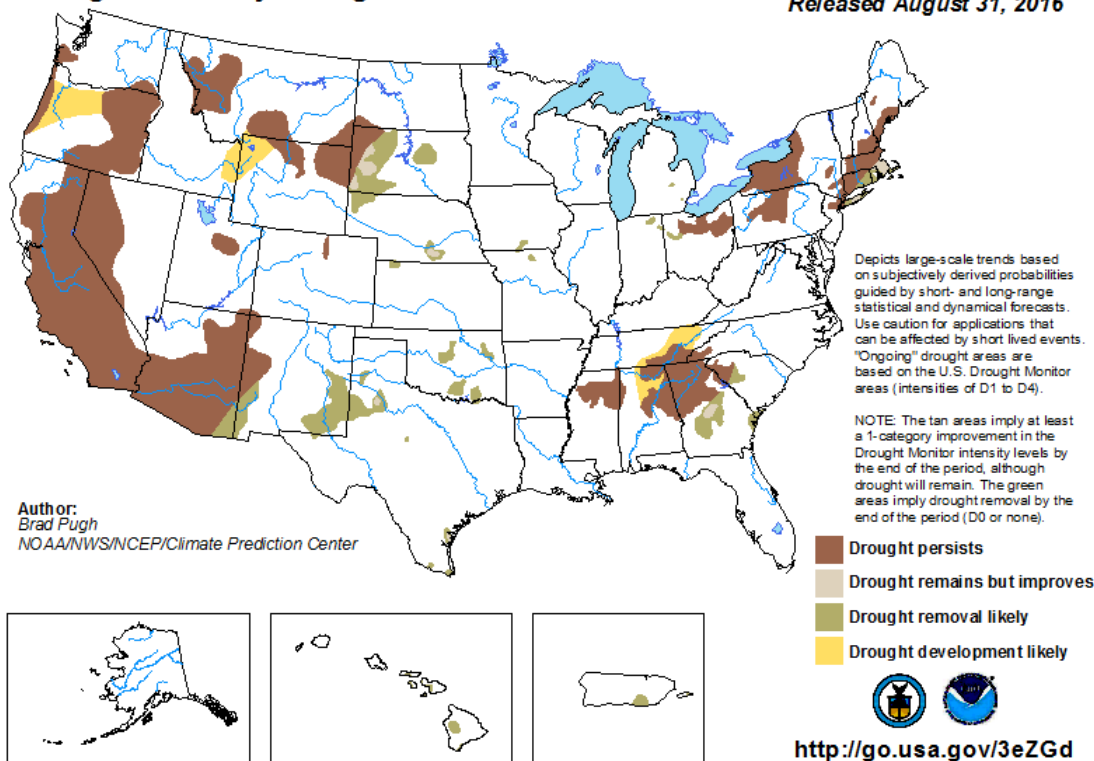 Released August 31, 2016
Depicts large-scale trends based
on subjectively derived probabilities
guided by short- and long-range
statistical and dynamical forecasts.
Use caution for applications that
can be affected by short lived events.
"Ongoing" drought areas are
based on the U.S. Drought Monitor
areas (intensities of D1 to D4).
NOTE: The tan areas imply at least
a 1-category improvement in the
Drought Monitor intensity levels by
the end of the period, although
drought will remain. The green
areas imply drought removal by the
end of the period (D0 or none).
Author:
Brad Pugh
NOAA/NWS/NCEP/Climate Prediction Center
Drought persists
Drought remains but improves
Drought removal likely
Drought development likely
http://go.usa.gov/3eZGd